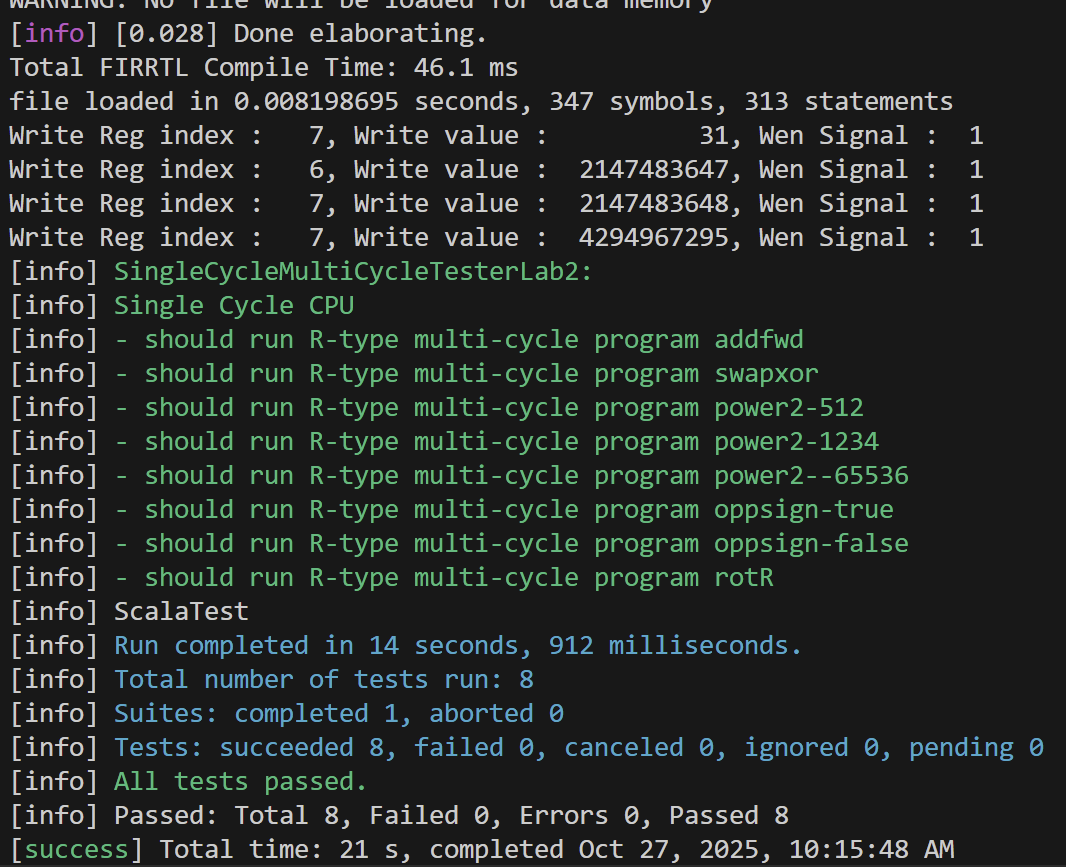 WARNING: No file will be loaded for data memory
[info] [0.028] Done elaborating.
Total FIRRTL Compile Time: 46.1 ms
file loaded in 0.008198695 seconds, 347 symbols, 313 statements
Write Reg index :   7, Write value :          31, Wen Signal :  1
Write Reg index :   6, Write value :  2147483647, Wen Signal :  1
Write Reg index :   7, Write value :  2147483648, Wen Signal :  1
Write Reg index :   7, Write value :  4294967295, Wen Signal :  1
[info] SingleCycleMultiCycleTesterLab2:
[info] Single Cycle CPU
[info] - should run R-type multi-cycle program addfwd
[info] - should run R-type multi-cycle program swapxor
[info] - should run R-type multi-cycle program power2-512
[info] - should run R-type multi-cycle program power2-1234
[info] - should run R-type multi-cycle program power2--65536
[info] - should run R-type multi-cycle program oppsign-true
[info] - should run R-type multi-cycle program oppsign-false
[info] - should run R-type multi-cycle program rotR
[info] ScalaTest
[info] Run completed in 14 seconds, 912 milliseconds.
[info] Total number of tests run: 8
[info] Suites: completed 1, aborted 0
[info] Tests: succeeded 8, failed 0, canceled 0, ignored 0, pending 0
[info] All tests passed.
[info] Passed: Total 8, Failed 0, Errors 0, Passed 8
[success] Total time: 21 s, completed Oct 27, 2025, 10:15:48 AM